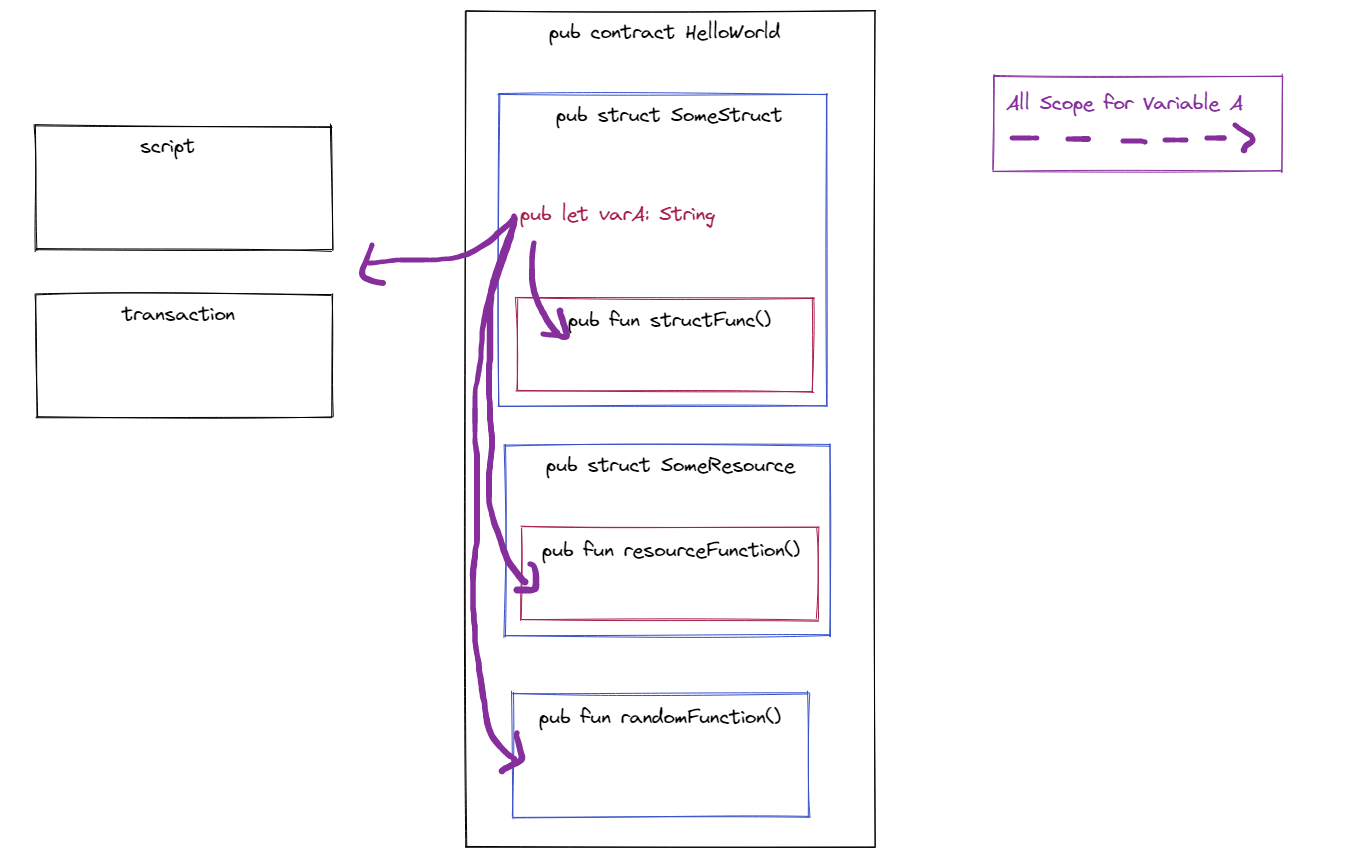 pub contract HelloWorld
pub struct SomeStruct
pub let varA: String
pub fun structFunc()
pub struct SomeResource
pub fun resourceFunction()
pub fun randomFunction()
script
transaction
All Scope for Variable A